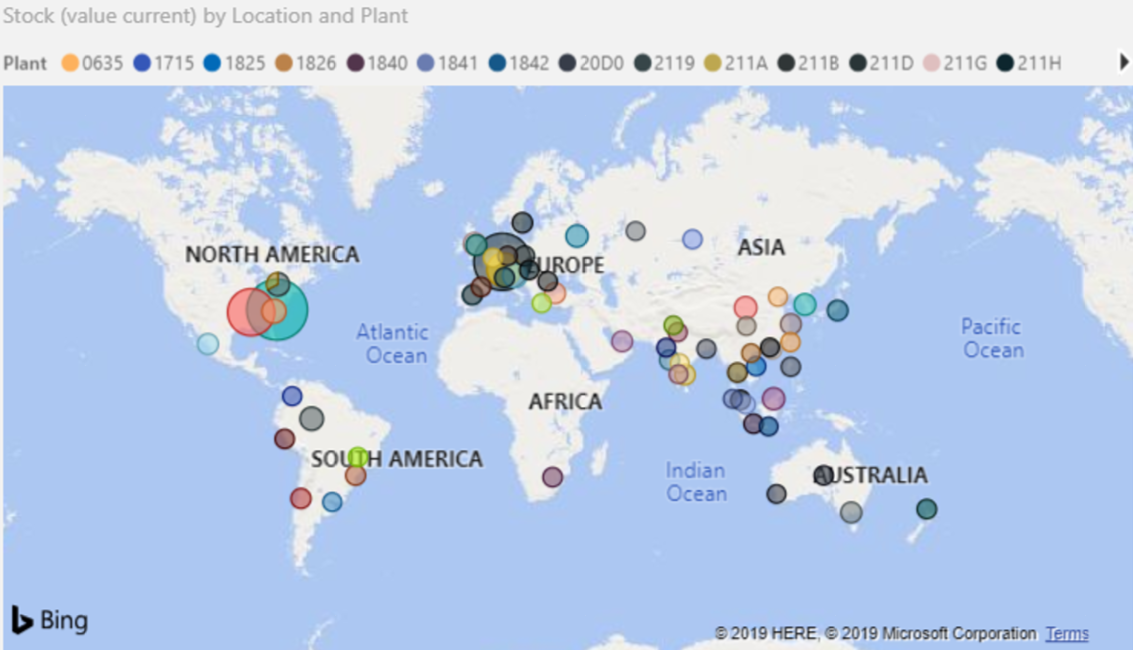 Stock (value current) by Location and Plant
Plant 0635 1715 1825 1826 1840 1841 1842 20D0 2119 211A 211B 211D 211G 211H
NORTH AMERICA
ASIA
EUROPE
Atlantic
Ocean
Pacific
Ocean
AFRICA
SOUTH AMERICA
Indian
Ocean
AUSTRALIA
Bing
© 2019 HERE, © 2019 Microsoft Corporation Terms